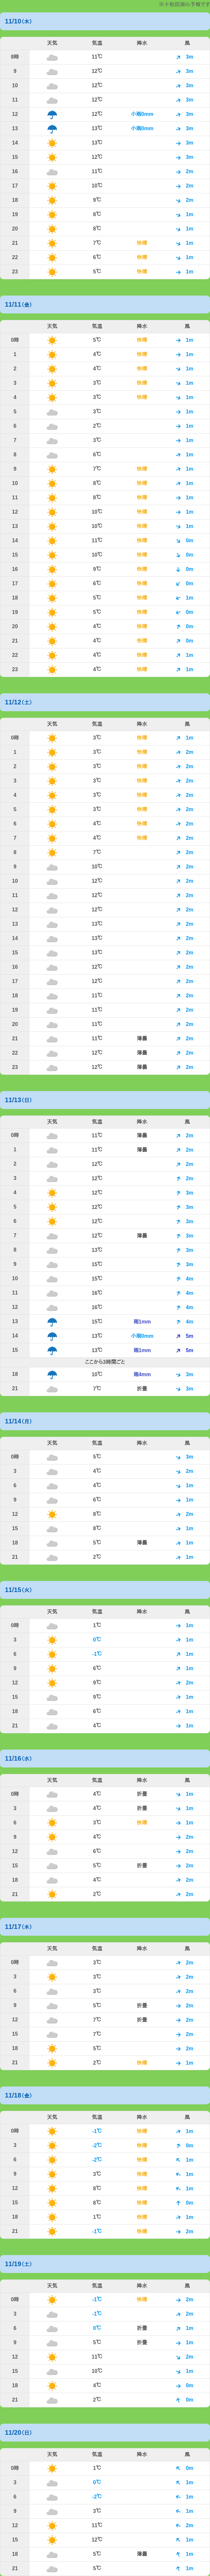 ※十和田湖の予報です
11/10(木)
天気 気温 降水 風
8時 11℃ 3m
9 12℃ 3m
10 12℃ 3m
11 12℃ 3m
12 12℃ 小雨0mm 3m
13 13℃ 小雨0mm 3m
14 13℃ 3m
15 12℃ 3m
16 11℃ 2m
17 10℃ 2m
18 9℃ 2m
19 8℃ 1m
20 8℃ 1m
21 7℃ 快晴 1m
22 6℃ 快晴 1m
23 5℃ 快晴 1m
11/11(金)
天気 気温 降水 風
0時 5℃ 快晴 1m
1 4℃ 快晴 1m
2 4℃ 快晴 1m
3 3℃ 快晴 1m
4 3℃ 快晴 1m
5 3℃ 1m
6 2℃ 1m
7 3℃ 1m
8 6℃ 1m
9 7℃ 快晴 1m
10 8℃ 快晴 1m
11 8℃ 快晴 1m
12 10℃ 快晴 1m
13 10℃ 快晴 1m
14 11℃ 快晴 0m
15 10℃ 快晴 0m
16 9℃ 快晴 0m
17 6℃ 快晴 0m
18 5℃ 快晴 1m
19 5℃ 快晴 0m
20 4℃ 快晴 0m
21 4℃ 快晴 0m
22 4℃ 快晴 1m
23 4℃ 快晴 1m
11/12(土)
天気 気温 降水 風
0時 3℃ 快晴 1m
1 3℃ 快晴 2m
2 3℃ 快晴 2m
3 3℃ 快晴 2m
4 3℃ 快晴 2m
5 3℃ 快晴 2m
6 4℃ 快晴 2m
7 4℃ 快晴 2m
8 7℃ 2m
9 10℃ 2m
10 12℃ 2m
11 12℃ 2m
12 12℃ 2m
13 13℃ 2m
14 13℃ 2m
15 13℃ 2m
16 12℃ 2m
17 12℃ 2m
18 11℃ 2m
19 11℃ 2m
20 11℃ 2m
21 11℃ 薄曇 2m
22 12℃ 薄曇 2m
23 12℃ 薄曇 2m
11/13(日)
天気 気温 降水 風
0時 11℃ 薄曇 2m
1 11℃ 薄曇 2m
2 12℃ 2m
3 12℃ 2m
4 12℃ 3m
5 12℃ 3m
6 12℃ 3m
7 12℃ 薄曇 3m
8 13℃ 3m
9 15℃ 3m
10 15℃ 4m
11 16℃ 4m
12 16℃ 4m
13 15℃ 雨1mm 4m
14 13℃ 小雨0mm 5m
15 13℃ 雨1mm 5m
ここから3時間ごと
18 10℃ 雨4mm 3m
21 7℃ 折曇 3m
11/14(月)
天気 気温 降水 風
0時 5℃ 3m
3 4℃ 2m
6 4℃ 1m
9 6℃ 1m
12 8℃ 2m
15 8℃ 1m
18 5℃ 薄曇 1m
21 2℃ 1m
11/15(火)
天気 気温 降水 風
0時 1℃ 1m
3 0℃ 1m
6 -1℃ 1m
9 6℃ 1m
12 9℃ 2m
15 9℃ 1m
18 6℃ 1m
21 4℃ 1m
11/16(水)
天気 気温 降水 風
0時 4℃ 折曇 1m
3 4℃ 折曇 1m
6 3℃ 快晴 1m
9 4℃ 2m
12 6℃ 2m
15 5℃ 折曇 2m
18 4℃ 2m
21 2℃ 2m
11/17(木)
天気 気温 降水 風
0時 3℃ 2m
3 3℃ 2m
6 3℃ 2m
9 5℃ 折曇 2m
12 7℃ 折曇 2m
15 7℃ 2m
18 5℃ 2m
21 2℃ 快晴 1m
11/18(金)
天気 気温 降水 風
0時 -1℃ 快晴 1m
3 -2℃ 快晴 0m
6 -2℃ 快晴 1m
9 3℃ 快晴 1m
12 8℃ 快晴 1m
15 8℃ 快晴 0m
18 1℃ 快晴 1m
21 -1℃ 快晴 2m
11/19(土)
天気 気温 降水 風
0時 -1℃ 快晴 2m
3 -1℃ 2m
6 0℃ 折曇 1m
9 5℃ 折曇 1m
12 11℃ 2m
15 10℃ 1m
18 4℃ 0m
21 2℃ 0m
11/20(日)
天気 気温 降水 風
0時 1℃ 0m
3 0℃ 1m
6 -2℃ 1m
9 3℃ 1m
12 11℃ 2m
15 12℃ 1m
18 5℃ 薄曇 1m
21 5℃ 1m